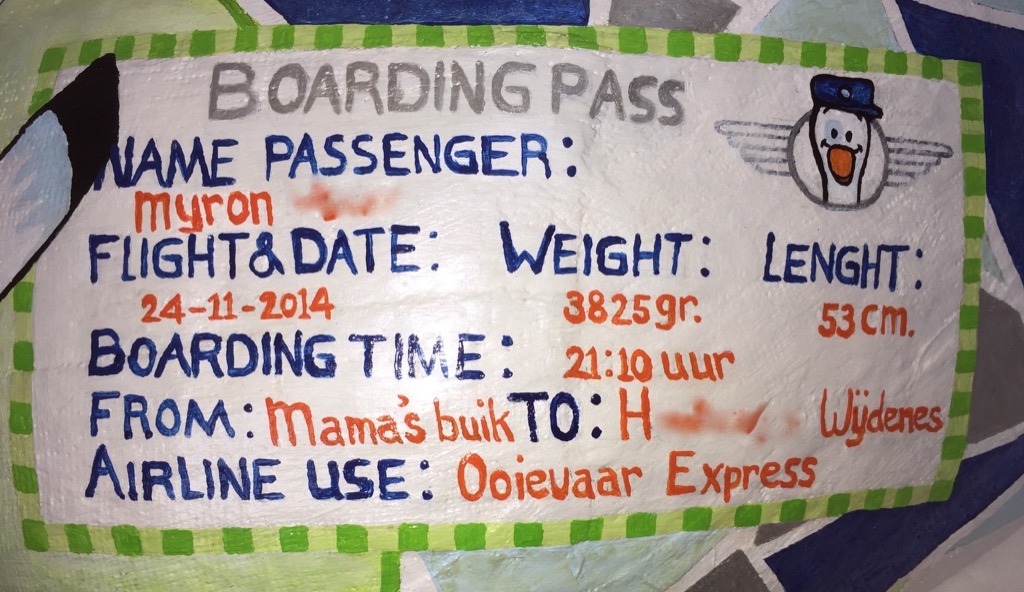 BOARDING PASS
NAME PASSENGER:
myron
FLIGHT&DATE: WEIGHT: LENGHT:
24-11-2014 3825gr. 53cm.
BOARDING TIME: 21:10 uur
FROM: Mama's buik TO: H Wijdenes
AIRLINE USE: Ooievaar Express